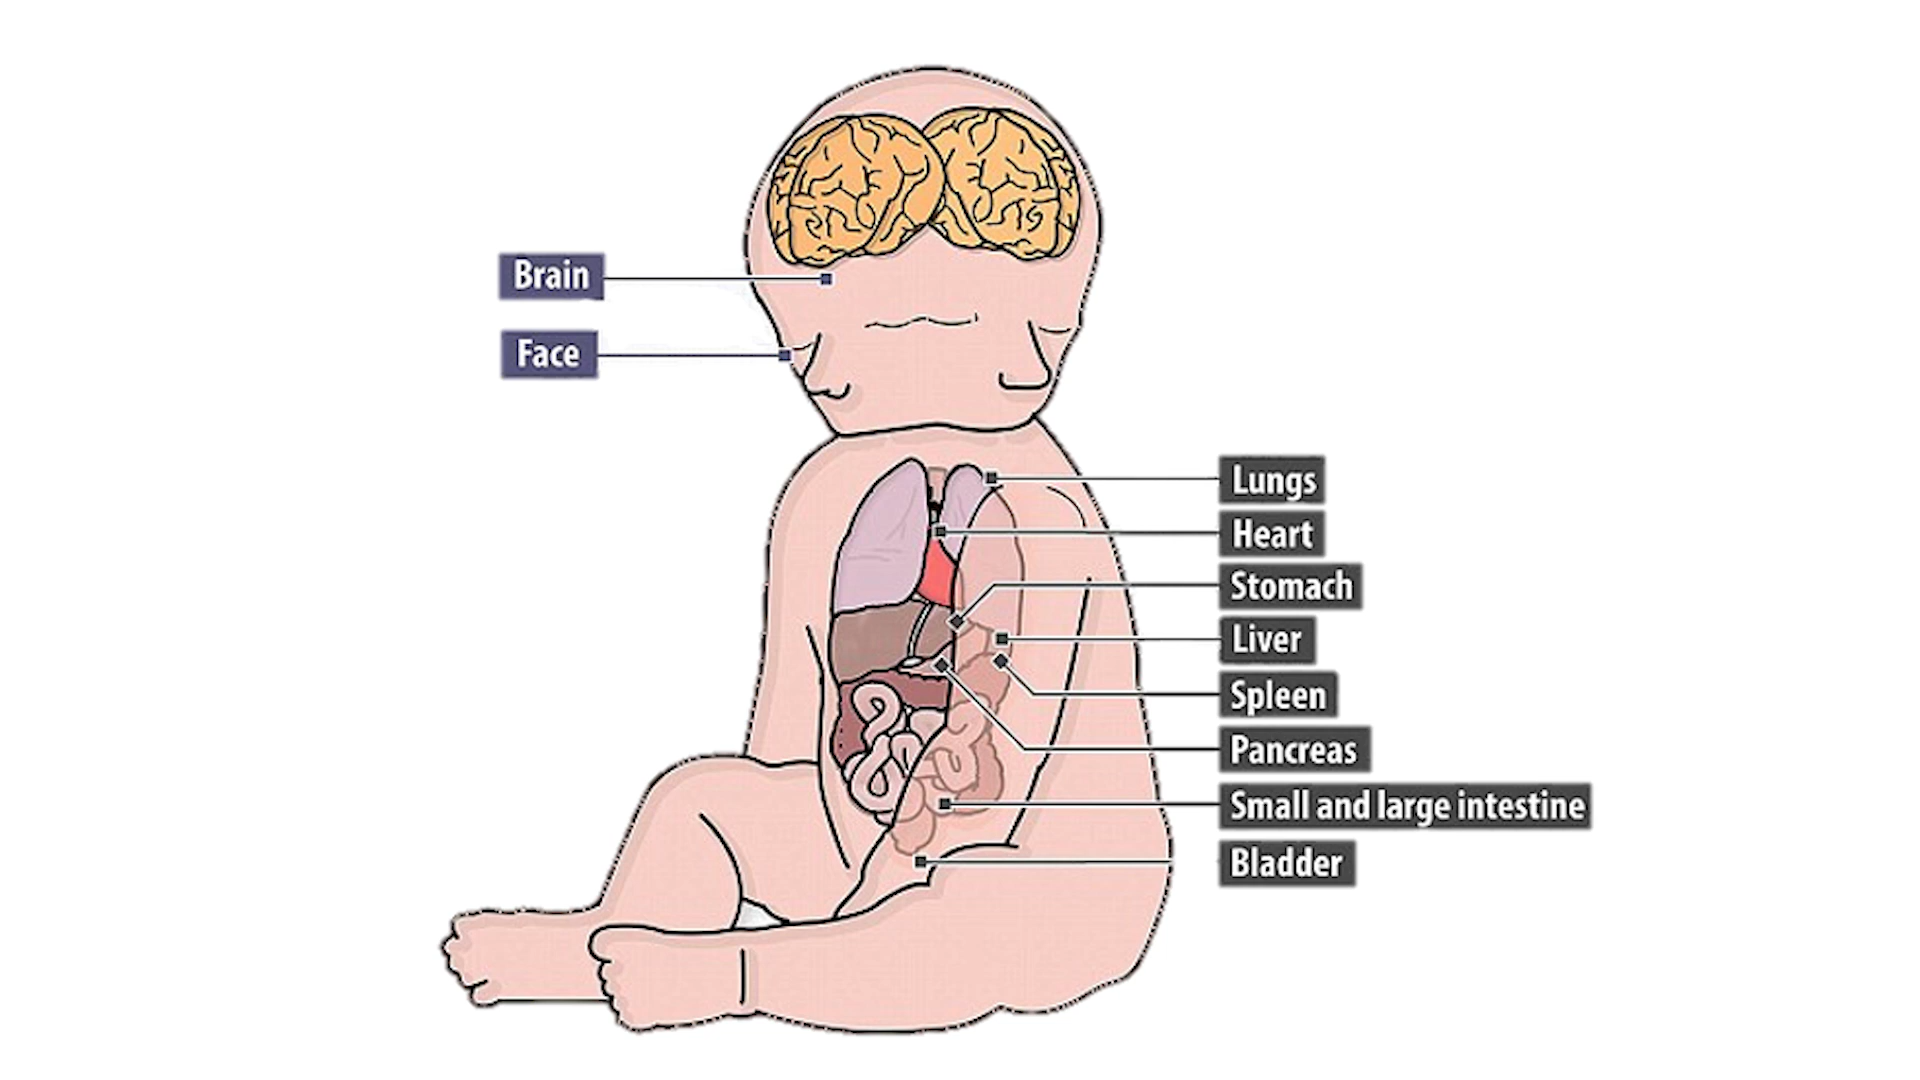 Brain
Face
Lungs
Heart
Stomach
Liver
Spleen
Pancreas
Small and large intestine
Bladder